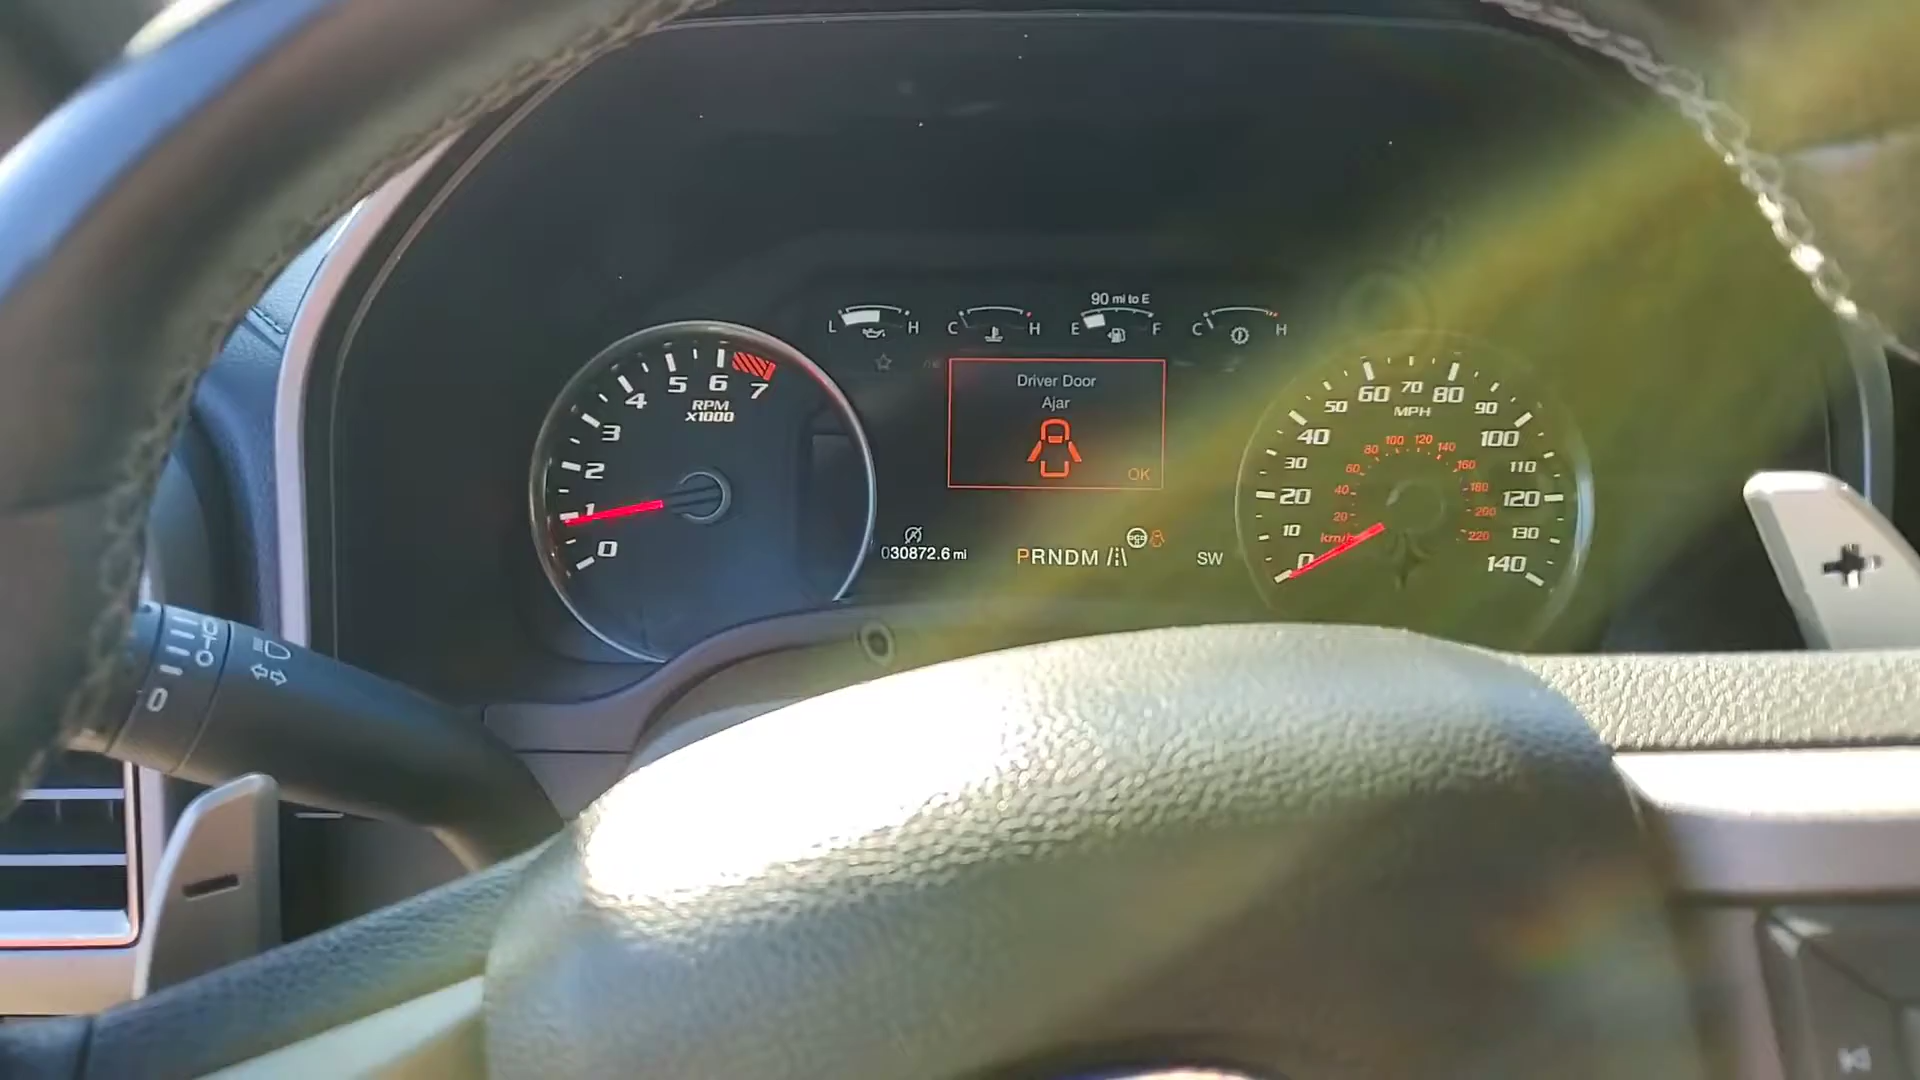 90 mi to E
L H
C H
E F
C H
Driver Door
Ajar
OK
0 1 2 3 4 5 6 7
RPM
X1000
0 10 20 30 40 50 60 70 80 90 100 110 120 130 140
MPH
20 40 60 80 100 120 140 160 180 200 220
km/h
030872.6 mi
PRNDM
SW
0